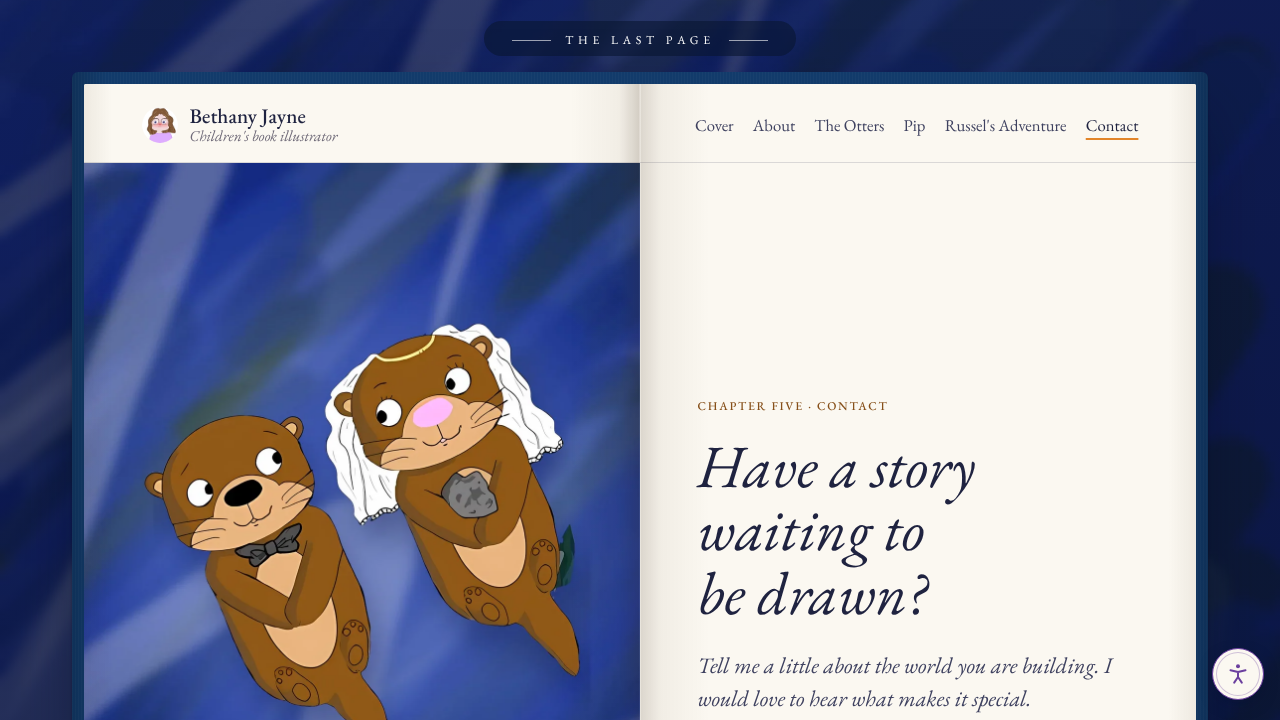 THE LAST PAGE
Bethany Jayne
Children's book illustrator
Cover About The Otters Pip Russel's Adventure Contact
CHAPTER FIVE · CONTACT
Have a story
waiting to
be drawn?
Tell me a little about the world you are building. I
would love to hear what makes it special.